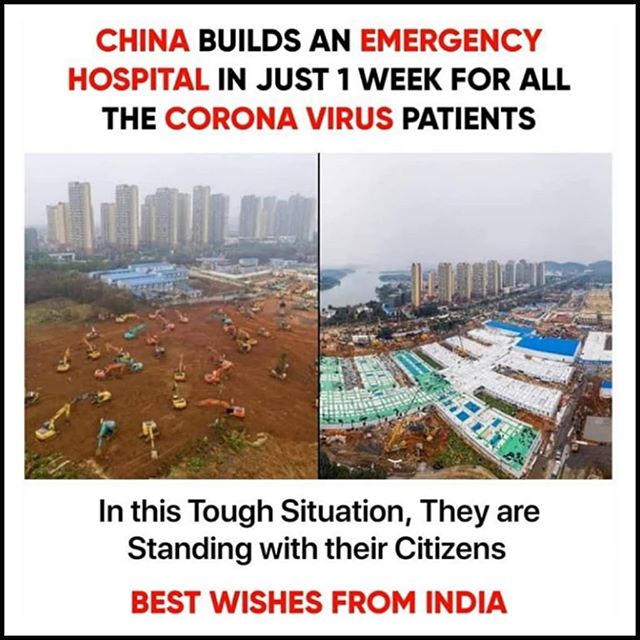 CHINA BUILDS AN EMERGENCY
HOSPITAL IN JUST 1 WEEK FOR ALL
THE CORONA VIRUS PATIENTS
In this Tough Situation, They are
Standing with their Citizens
BEST WISHES FROM INDIA